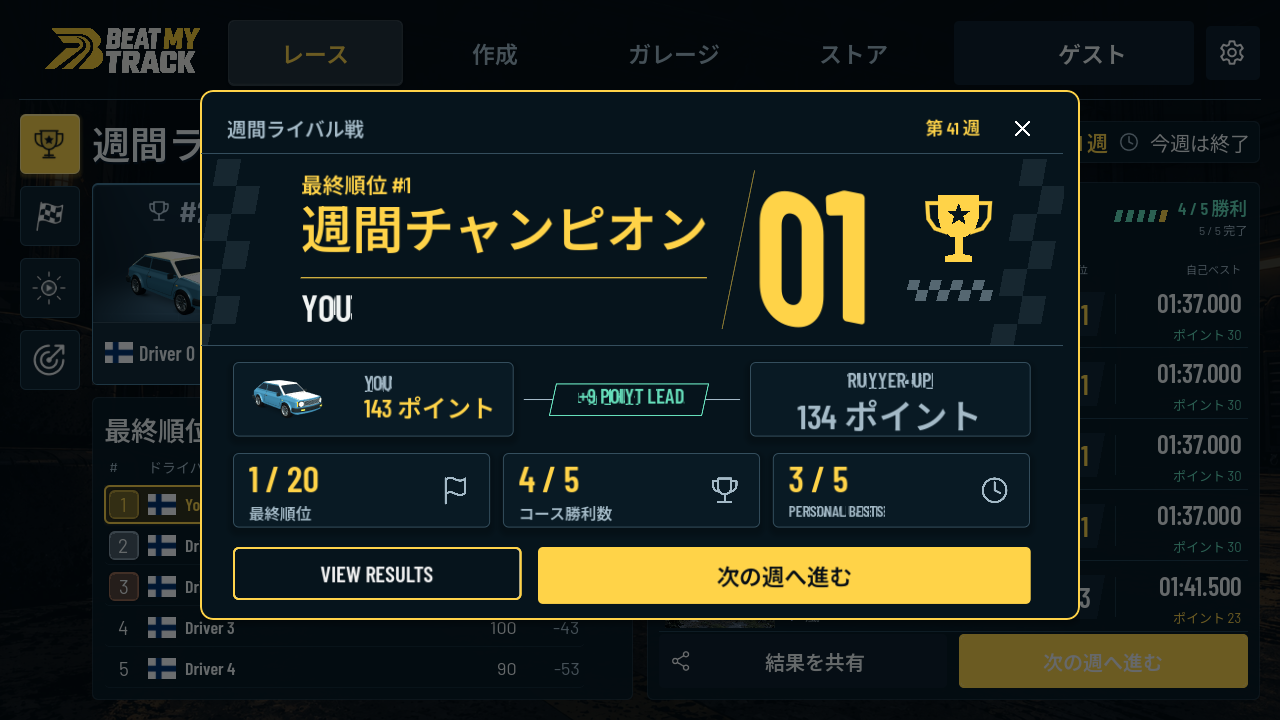 BEAT MY TRACK
レース
作成
ガレージ
ストア
ゲスト
週間ライバル戦
第 41 週
今週は終了
最終順位 #1
週間チャンピオン
YOU
01
4 / 5 勝利
5 / 5 完了
自己ベスト
01:37.000
ポイント 30
01:37.000
ポイント 30
01:37.000
ポイント 30
01:37.000
ポイント 30
01:41.500
ポイント 23
Driver 0
YOU
143 ポイント
134 ポイント
1 / 20
最終順位
4 / 5
コース勝利数
3 / 5
PERSONAL BESTS
VIEW RESULTS
次の週へ進む
最終順位
#
1
2
3
4 Driver 3 100 -43
5 Driver 4 90 -53
結果を共有
次の週へ進む